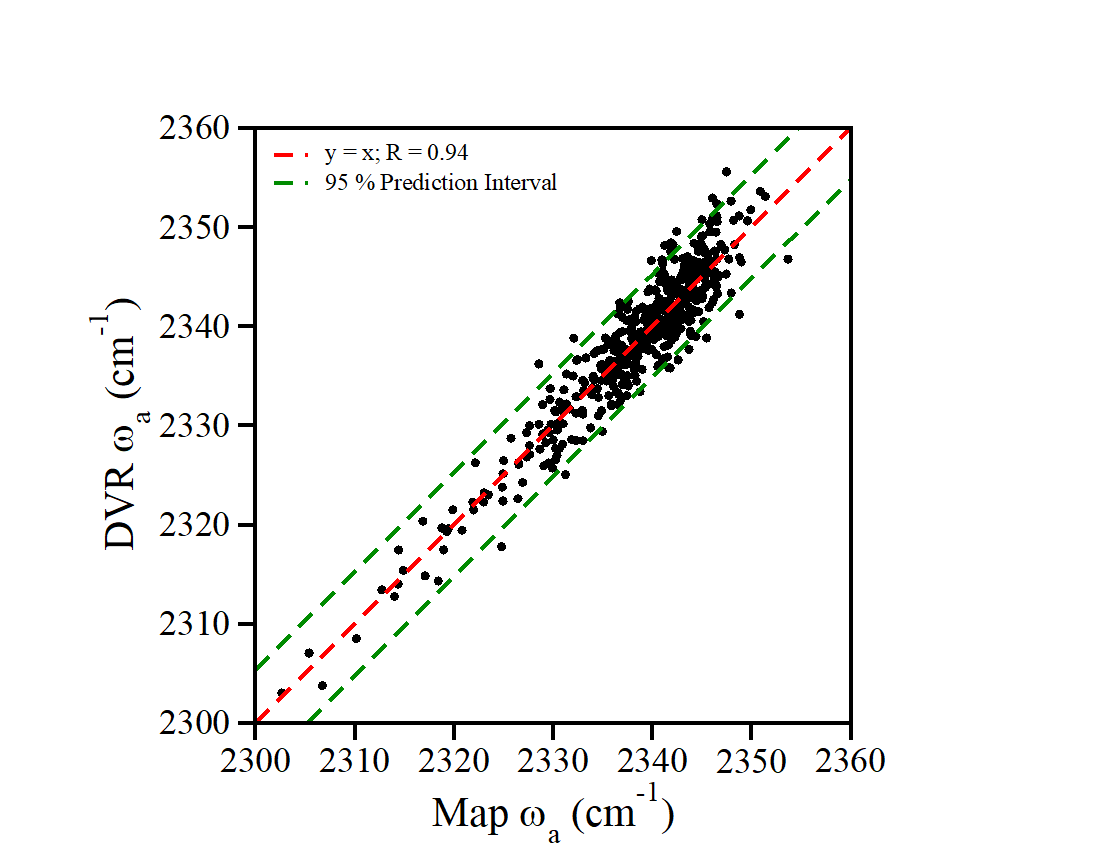 y = x; R = 0.94
95 % Prediction Interval
2360
2350
2340
2330
2320
2310
2300
DVR ωa (cm-1)
2300 2310 2320 2330 2340 2350 2360
Map ωa (cm-1)